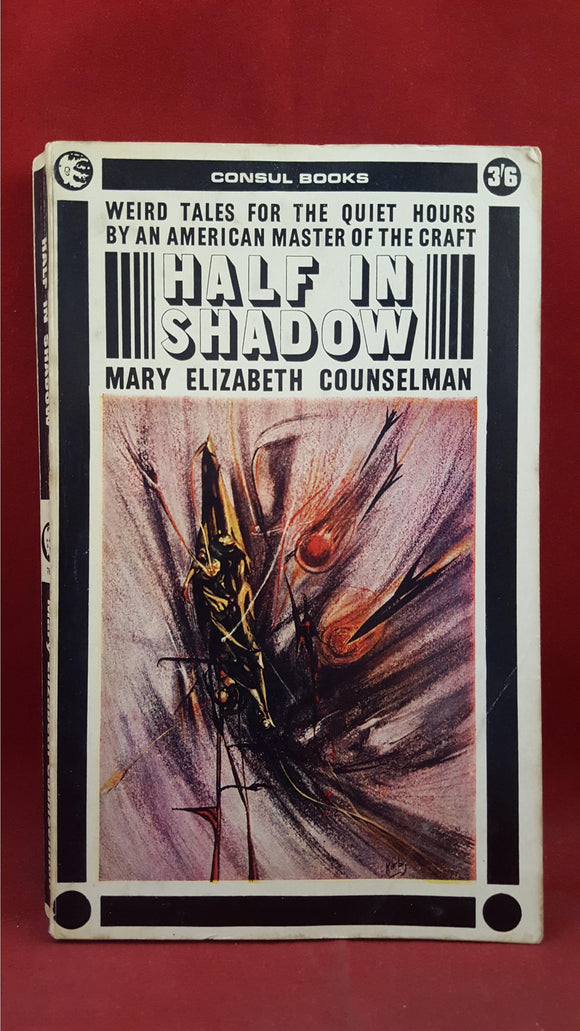 CONSUL BOOKS
3'6
WEIRD TALES FOR THE QUIET HOURS
BY AN AMERICAN MASTER OF THE CRAFT
HALF IN
SHADOW
MARY ELIZABETH COUNSELMAN
HALF IN SHADOW